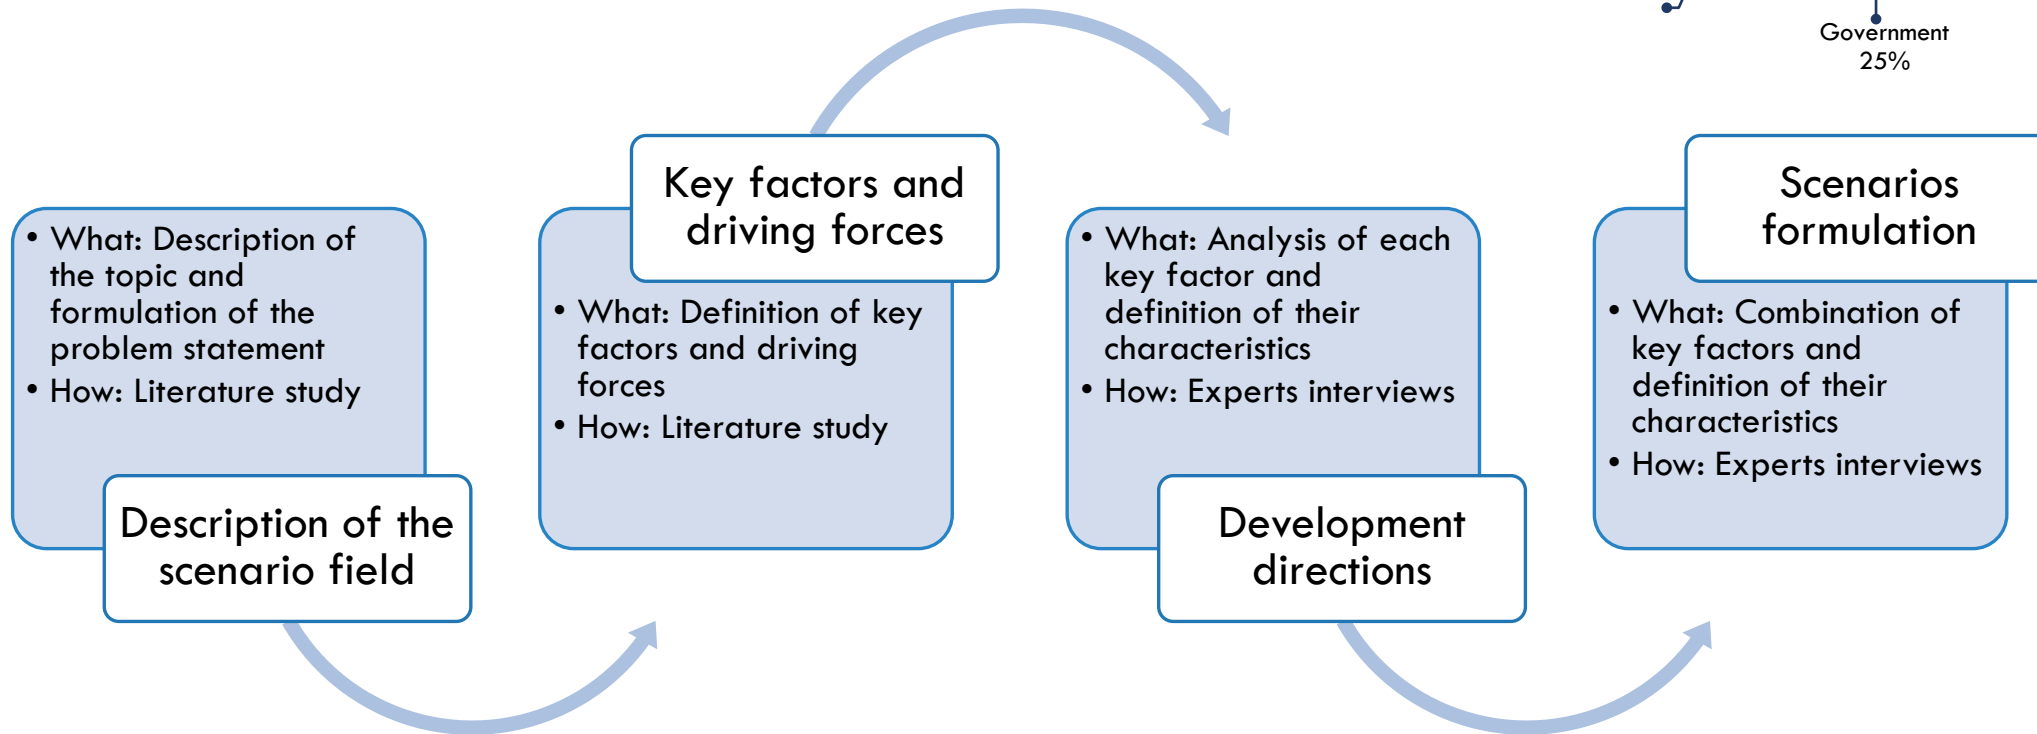 Government
25%
• What: Description of
the topic and
formulation of the
problem statement
• How: Literature study
Description of the
scenario field
Key factors and
driving forces
• What: Definition of key
factors and driving
forces
• How: Literature study
• What: Analysis of each
key factor and
definition of their
characteristics
• How: Experts interviews
Development
directions
Scenarios
formulation
• What: Combination of
key factors and
definition of their
characteristics
• How: Experts interviews